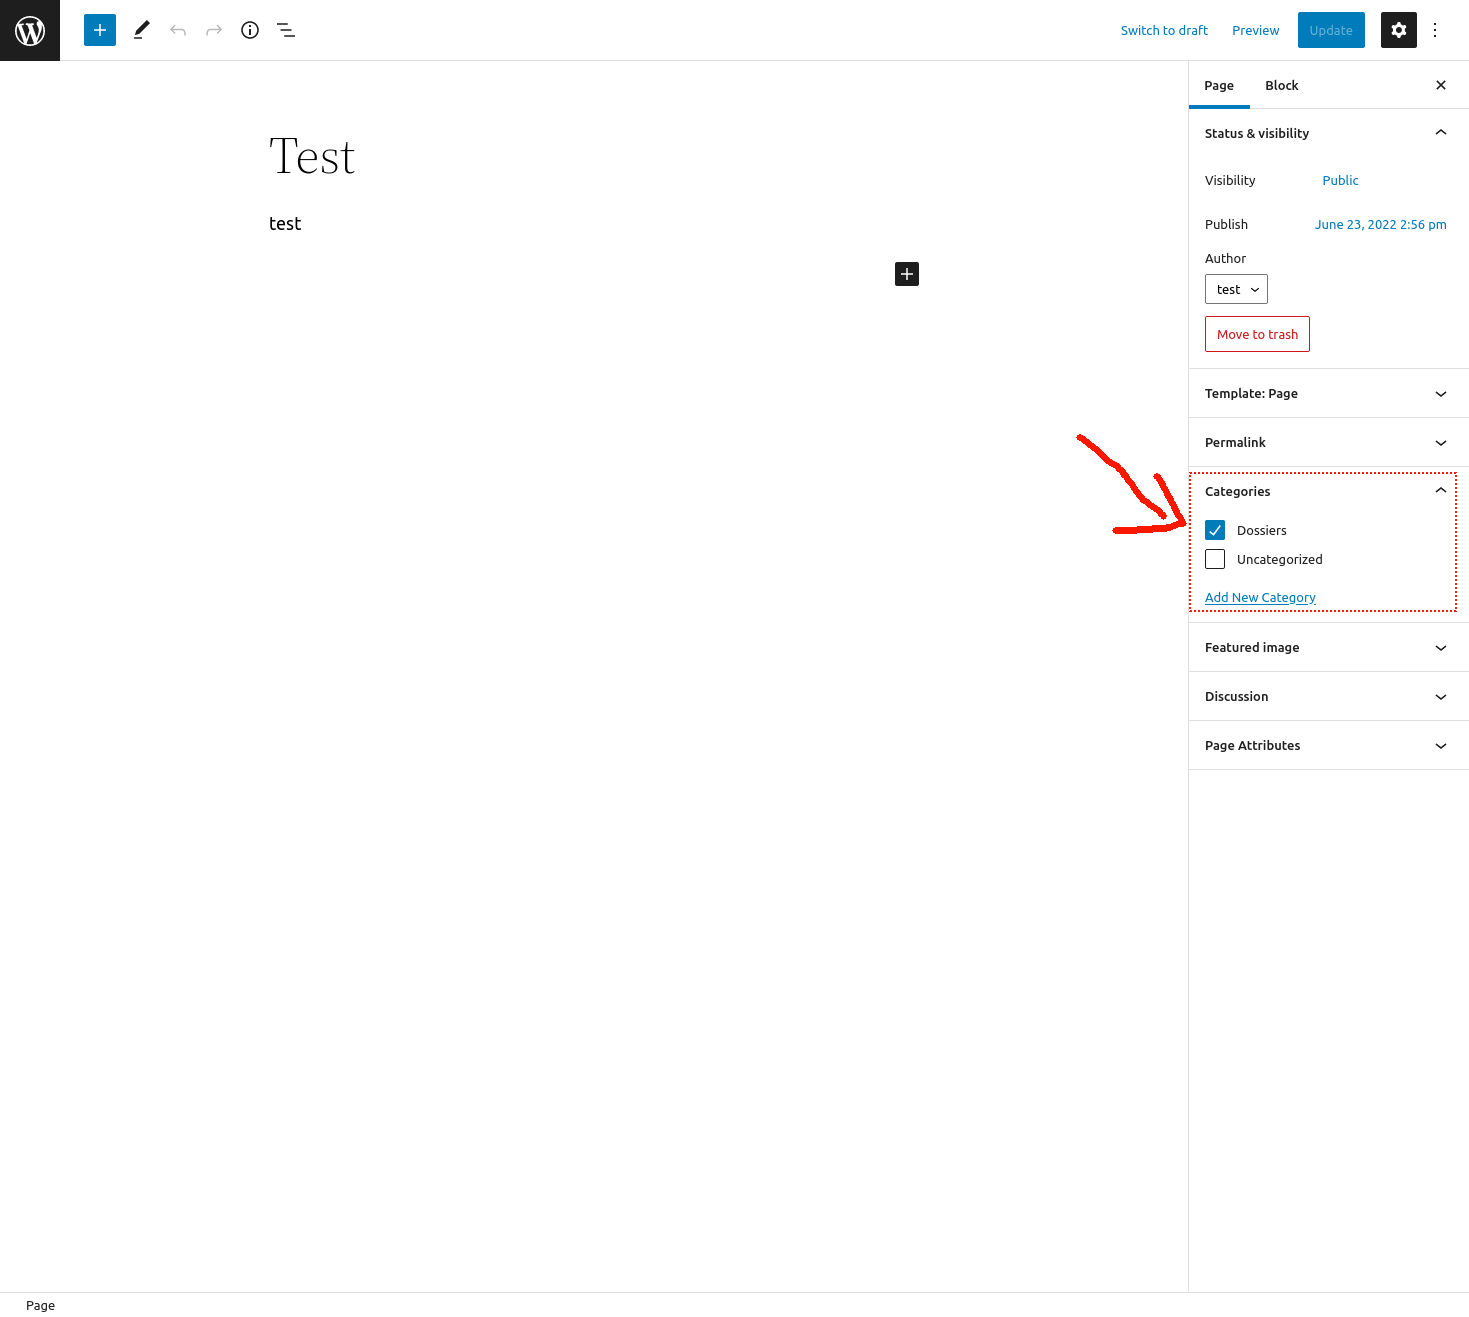 Switch to draft Preview Update
Page Block
Test
test
Status & visibility
Visibility Public
Publish June 23, 2022 2:56 pm
Author
test
Move to trash
Template: Page
Permalink
Categories
Dossiers
Uncategorized
Add New Category
Featured image
Discussion
Page Attributes
Page